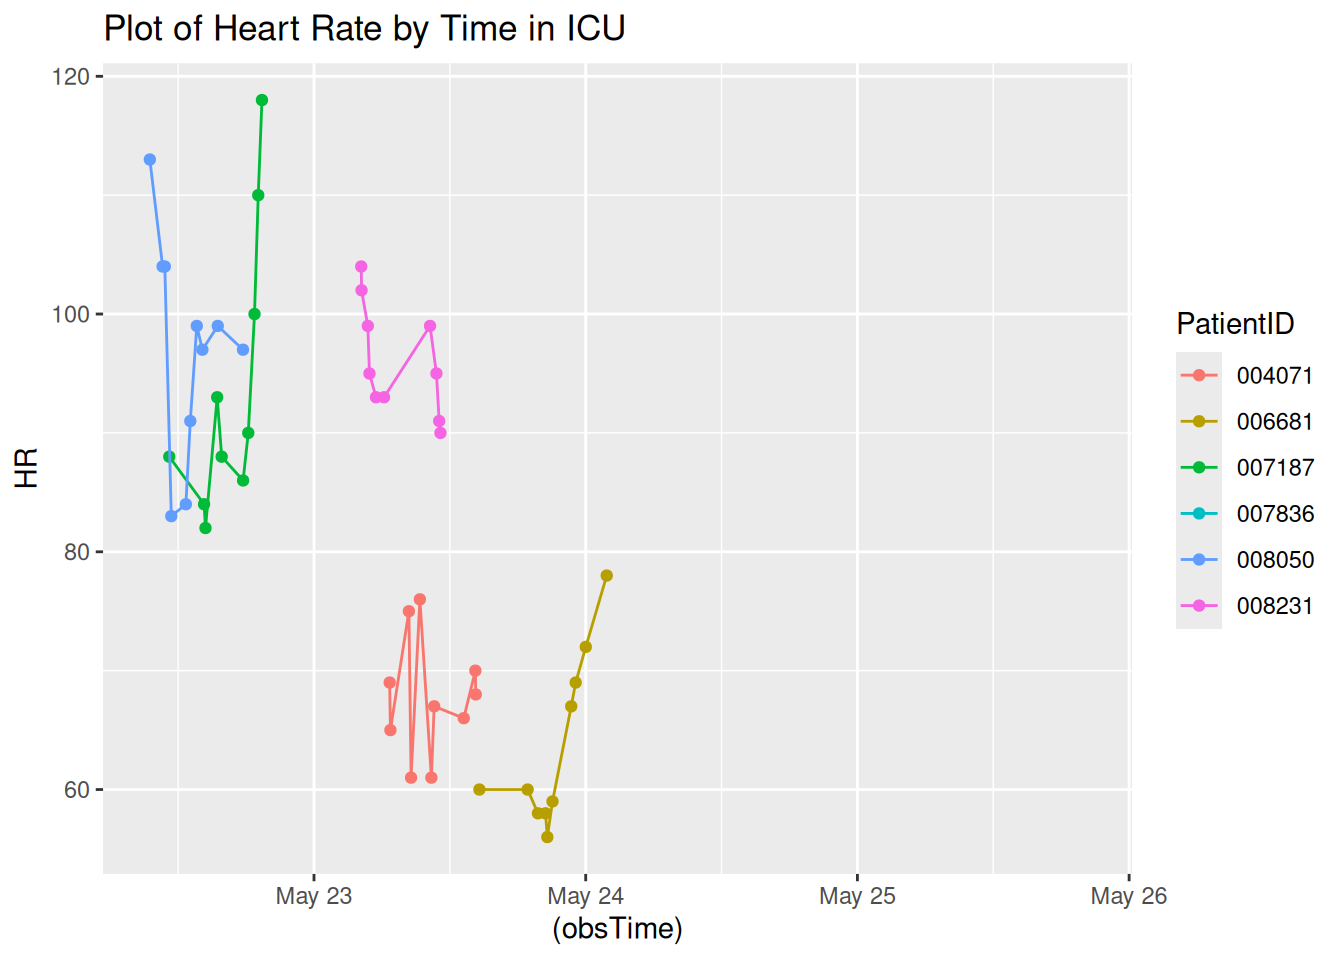 Plot of Heart Rate by Time in ICU
120
100
80
60
HR
May 23
May 24
May 25
May 26
(obsTime)
PatientID
004071
006681
007187
007836
008050
008231